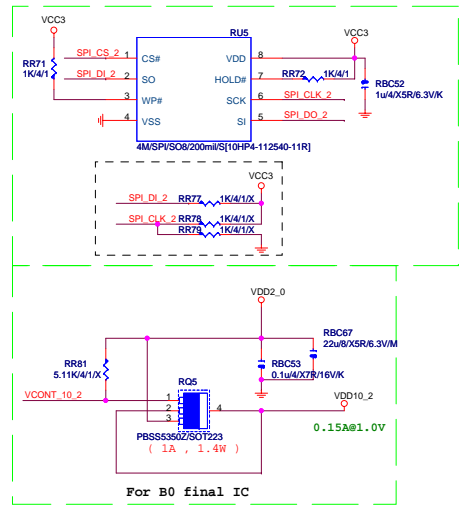 VCC3
RU5
VCC3
RR71
1K/4/1
SPI_CS_2
1
CS#
VDD
8
SPI_DI_2
2
SO
HOLD#
7
RR72
1K/4/1
RBC52
1u/4/X5R/6.3V/K
3
WP#
SCK
6
SPI_CLK_2
4
VSS
SI
5
SPI_DO_2
4M/SPI/SO8/200mil/S[10HP4-112540-11R]
VCC3
SPI_DI_2
RR77
1K/4/1/X
SPI_CLK_2
RR78
1K/4/1/X
RR79
1K/4/1/X
VDD2_0
RBC67
22u/8/X5R/6.3V/M
RR81
5.11K/4/1/X
RBC53
0.1u/4/X7R/16V/K
RQ5
VDD10_2
VCONT_10_2
1
2
3
4
0.15A@1.0V
PBSS5350Z/SOT223
( 1A , 1.4W )
For B0 final IC